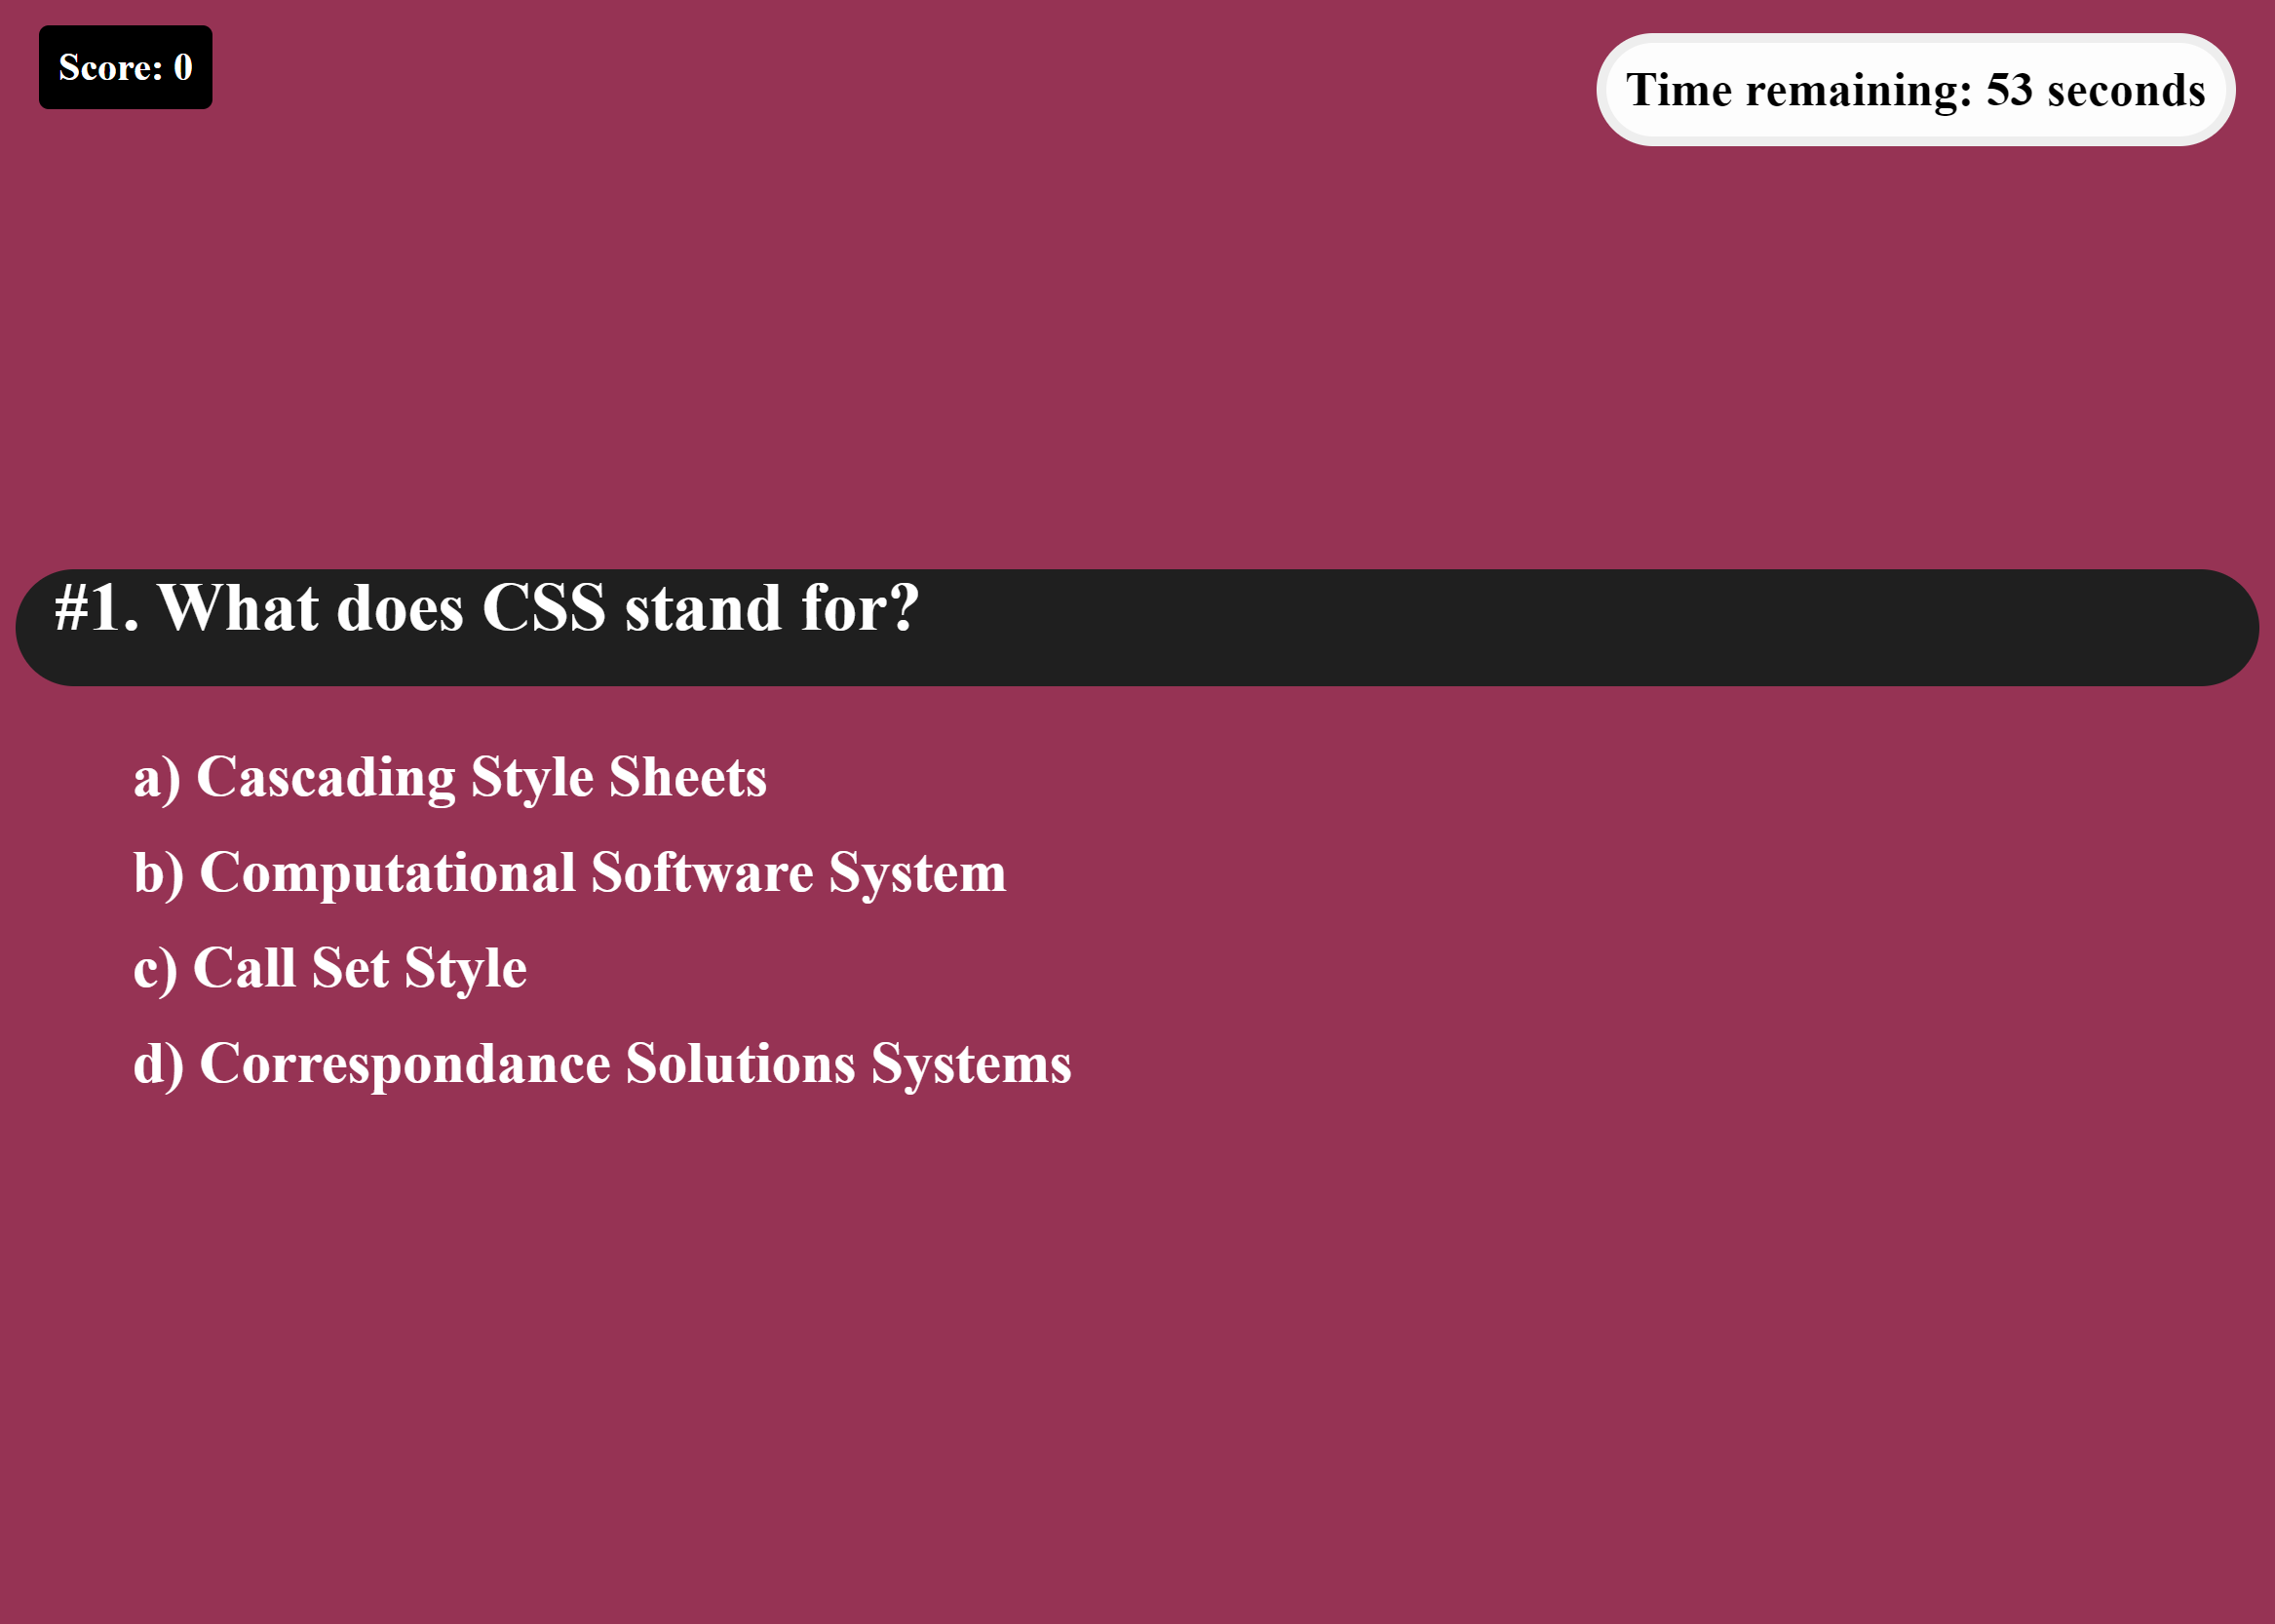 Score: 0
Time remaining: 53 seconds
#1. What does CSS stand for?
a) Cascading Style Sheets
b) Computational Software System
c) Call Set Style
d) Correspondance Solutions Systems